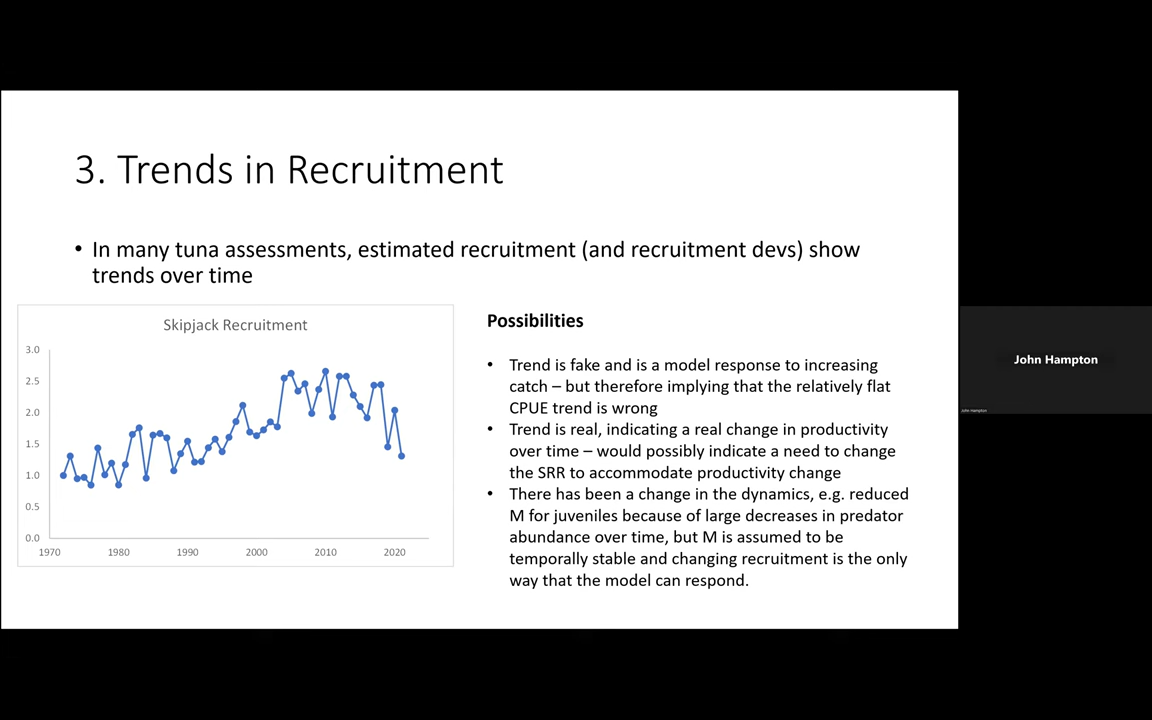 3. Trends in Recruitment
• In many tuna assessments, estimated recruitment (and recruitment devs) show
trends over time
Skipjack Recruitment
3.0
2.5
2.0
1.5
1.0
0.5
0.0
1970 1980 1990 2000 2010 2020
Possibilities
• Trend is fake and is a model response to increasing
catch – but therefore implying that the relatively flat
CPUE trend is wrong
• Trend is real, indicating a real change in productivity
over time – would possibly indicate a need to change
the SRR to accommodate productivity change
• There has been a change in the dynamics, e.g. reduced
M for juveniles because of large decreases in predator
abundance over time, but M is assumed to be
temporally stable and changing recruitment is the only
way that the model can respond.
John Hampton
John Hampton